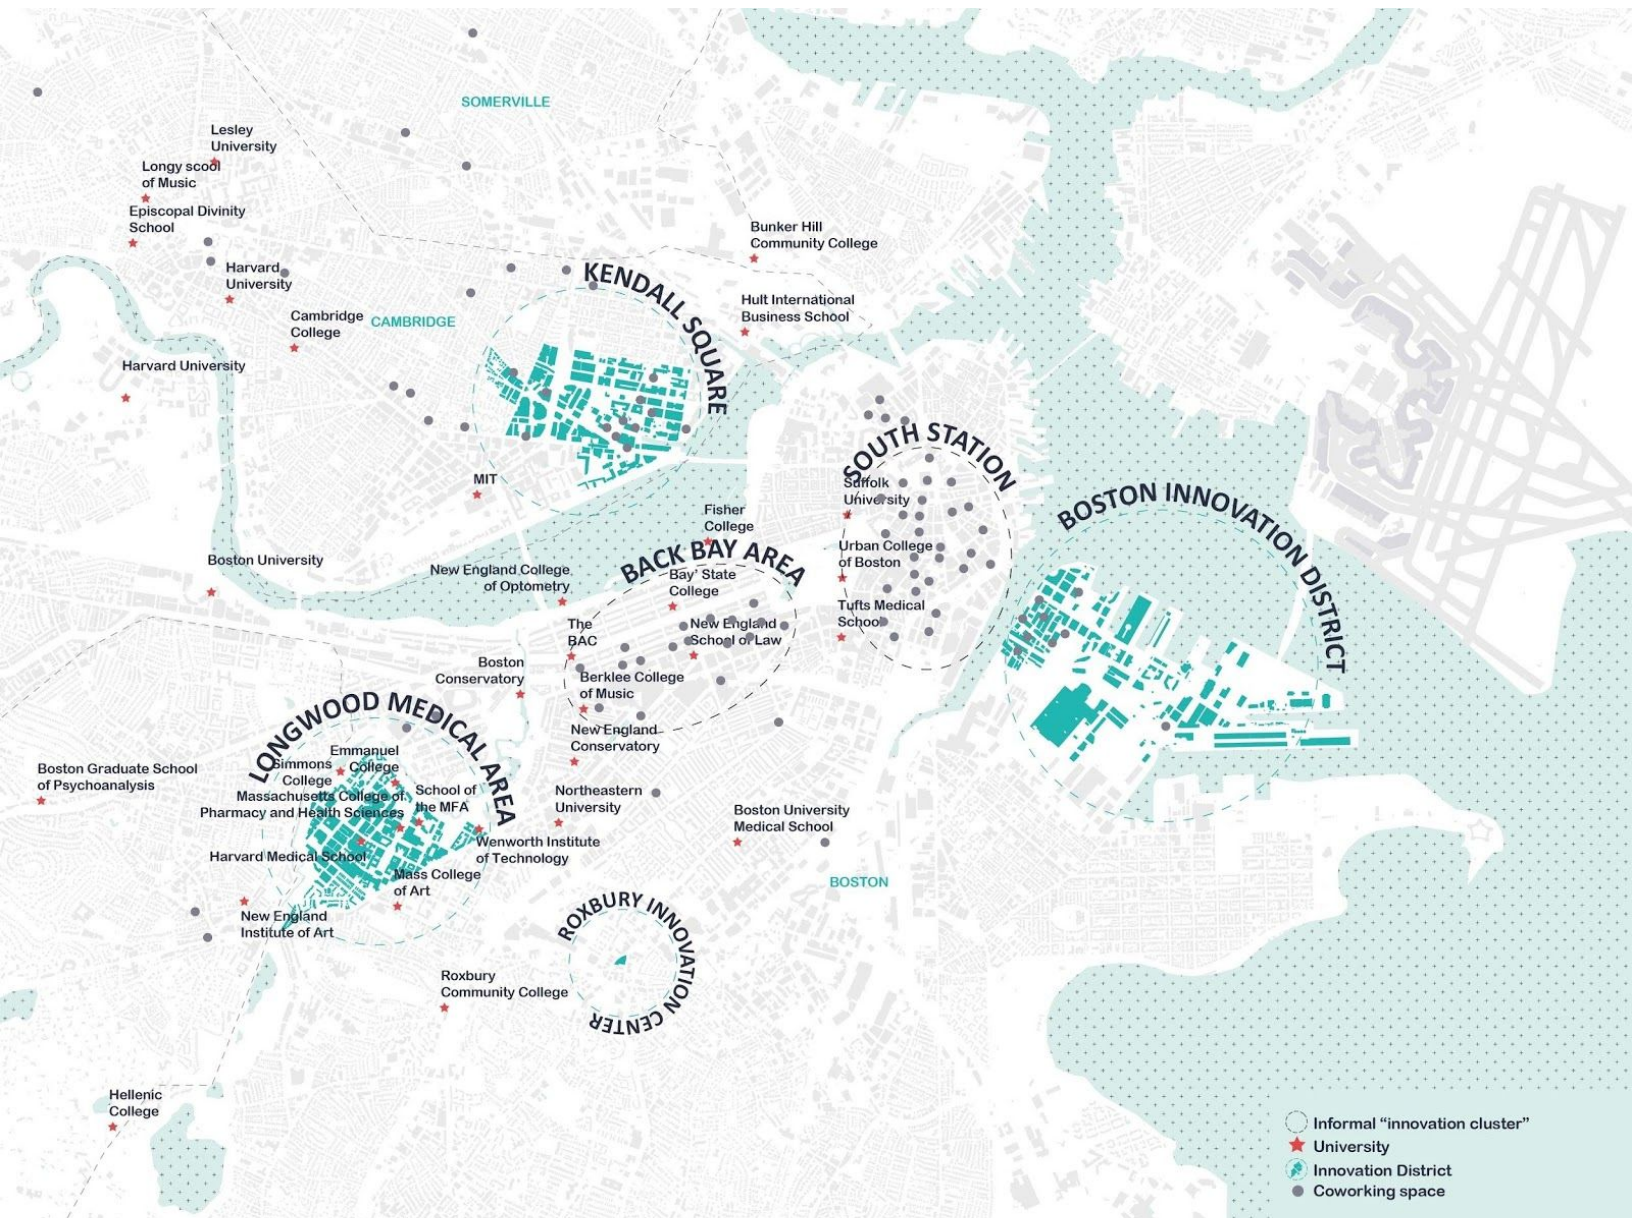 SOMERVILLE
Lesley
University
Longy scool
of Music
Episcopal Divinity
School
Bunker Hill
Community College
Harvard
University
KENDALL SQUARE
Hult International
Business School
Cambridge
College
CAMBRIDGE
Harvard University
SOUTH STATION
MIT
Suffolk
University
BOSTON INNOVATION DISTRICT
Fisher
College
Urban College
of Boston
BACK BAY AREA
Boston University
New England College
of Optometry
Bay' State
College
Tufts Medical
School
The
BAC
New England
School of Law
Boston
Conservatory
Berklee College
of Music
LONGWOOD MEDICAL AREA
New England
Conservatory
Emmanuel
College
Simmons
College
Boston Graduate School
of Psychoanalysis
Massachusetts College of
Pharmacy and Health Sciences
School of
the MFA
Northeastern
University
Boston University
Medical School
Wenworth Institute
of Technology
Harvard Medical School
Mass College
of Art
BOSTON
New England
Institute of Art
ROXBURY INNOVATION CENTER
Roxbury
Community College
Hellenic
College
Informal “innovation cluster”
University
Innovation District
Coworking space